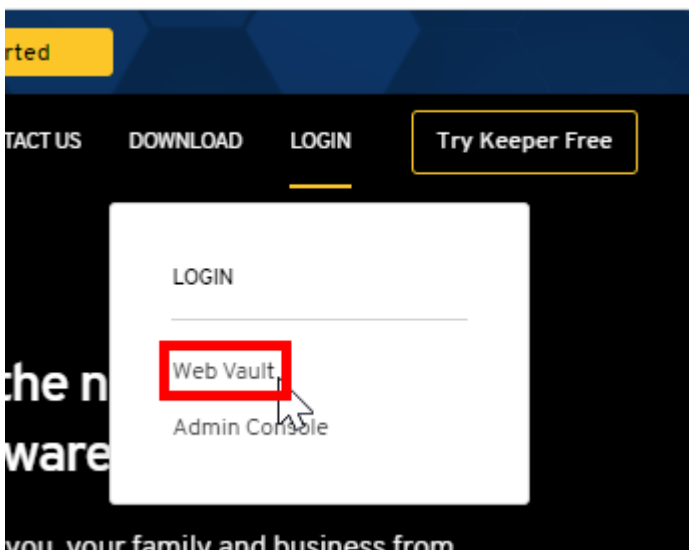 rted
TACT US DOWNLOAD LOGIN Try Keeper Free
LOGIN
Web Vault
Admin Console
the n
ware
you, your family and business from